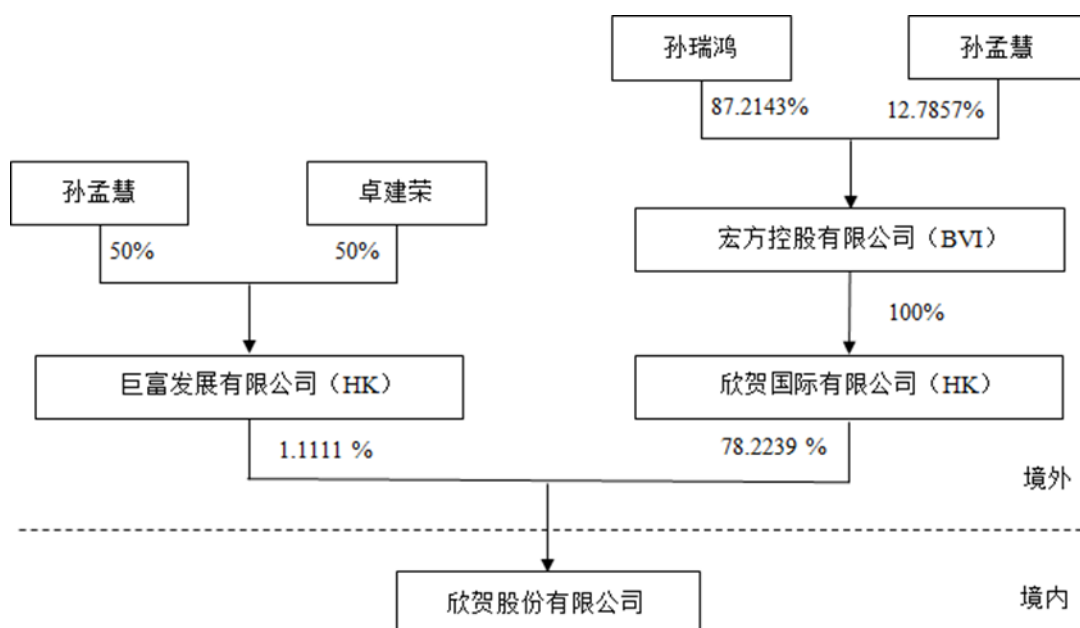 孙瑞鸿
孙孟慧
87.2143%
12.7857%
孙孟慧
卓建荣
50%
50%
宏方控股有限公司（BVI）
100%
巨富发展有限公司（HK）
欣贺国际有限公司（HK）
1.1111 %
78.2239 %
境外
欣贺股份有限公司
境内